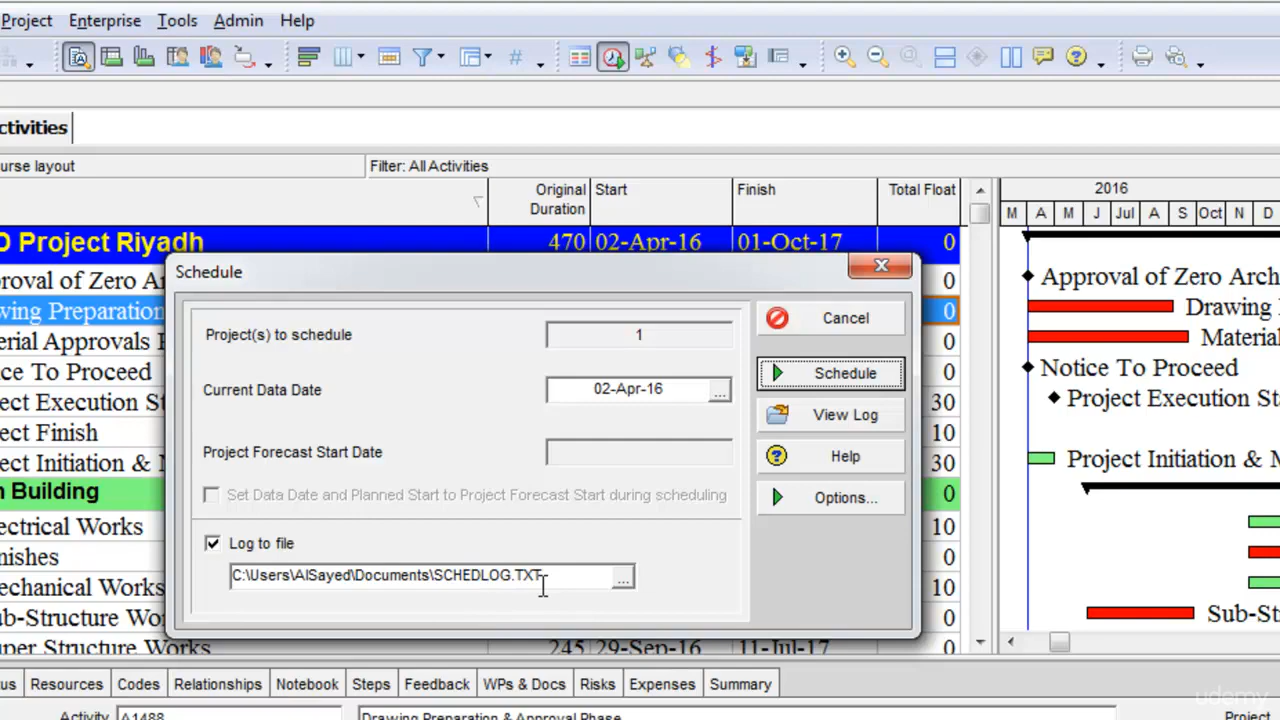 Project Enterprise Tools Admin Help
ctivities
urse layout
Filter: All Activities
Original Duration Start Finish Total Float
2016
M A M J Jul A S Oct N D
O Project Riyadh 470 02-Apr-16 01-Oct-17 0
proval of Zero Ar 0
wing Preparation 0
terial Approvals 0
ice To Proceed 0
ject Execution St 30
ject Finish 10
ject Initiation & M 30
n Building 0
ectrical Works 10
nishes 0
echanical Works 10
ub-Structure Wo 0
uper Structure Works 245 29-Sep-16 11-Jul-17 0
Approval of Zero Arch
Drawing
Material
Notice To Proceed
Project Execution Sta
Project Initiation & M
Sub-St
Schedule
Project(s) to schedule 1
Current Data Date 02-Apr-16 ...
Project Forecast Start Date
Set Data Date and Planned Start to Project Forecast Start during scheduling
Log to file
C:\Users\AlSayed\Documents\SCHEDLOG.TXT ...
Cancel
Schedule
View Log
Help
Options...
us Resources Codes Relationships Notebook Steps Feedback WPs & Docs Risks Expenses Summary
Activity A1488 Drawing Preparation & Approval Phase Project
udemy